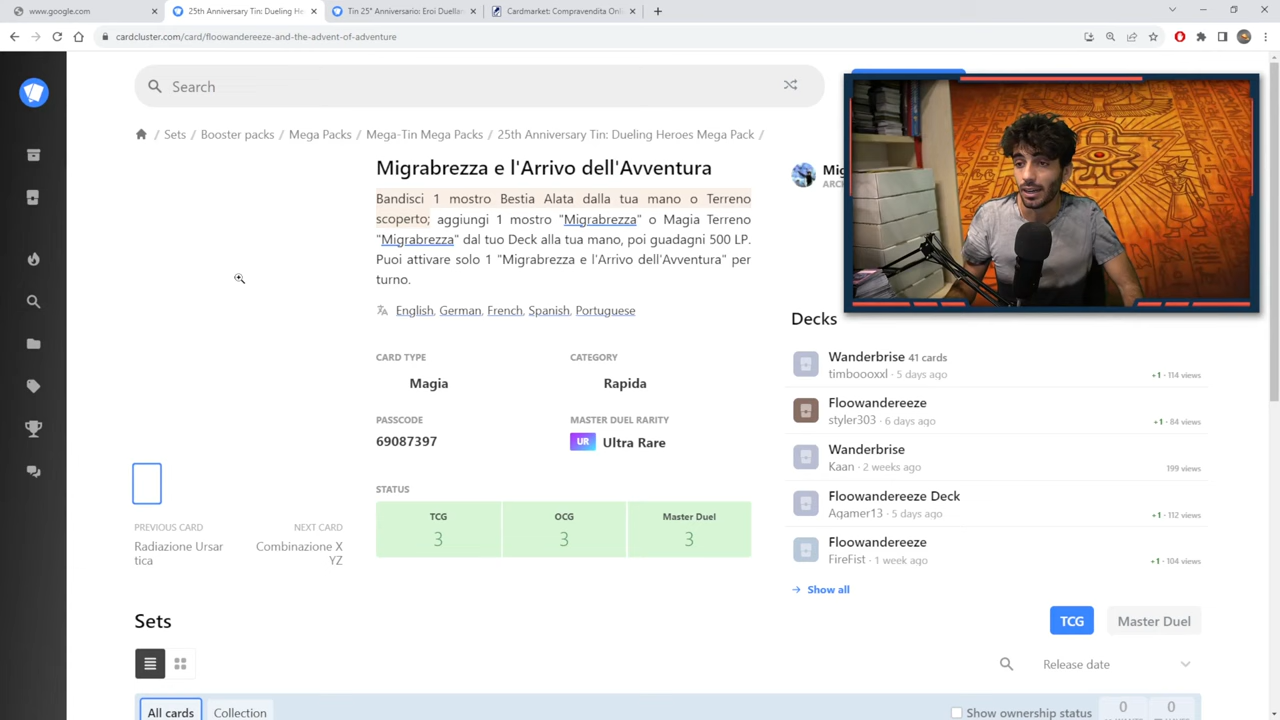 www.google.com
25th Anniversary Tin: Dueling He
Tin 25° Anniversario: Eroi Duellan
Cardmarket: Compravendita Onl
cardcluster.com/card/floowandereeze-and-the-advent-of-adventure
Search
/ Sets / Booster packs / Mega Packs / Mega-Tin Mega Packs / 25th Anniversary Tin: Dueling Heroes Mega Pack /
Migrabrezza e l'Arrivo dell'Avventura
Bandisci 1 mostro Bestia Alata dalla tua mano o Terreno
scoperto; aggiungi 1 mostro "Migrabrezza" o Magia Terreno
"Migrabrezza" dal tuo Deck alla tua mano, poi guadagni 500 LP.
Puoi attivare solo 1 "Migrabrezza e l'Arrivo dell'Avventura" per
turno.
English, German, French, Spanish, Portuguese
CARD TYPE
CATEGORY
Magia
Rapida
PASSCODE
MASTER DUEL RARITY
69087397
UR Ultra Rare
STATUS
TCG
OCG
Master Duel
3
3
3
PREVIOUS CARD
NEXT CARD
Radiazione Ursar
tica
Combinazione X
YZ
Mig
ARC
Decks
Wanderbrise 41 cards
timboooxxl · 5 days ago
+1 · 114 views
Floowandereeze
styler303 · 6 days ago
+1 · 84 views
Wanderbrise
Kaan · 2 weeks ago
199 views
Floowandereeze Deck
Aqamer13 · 5 days ago
+1 · 112 views
Floowandereeze
FireFist · 1 week ago
+1 · 104 views
Show all
Sets
TCG
Master Duel
Release date
All cards
Collection
Show ownership status
0
0